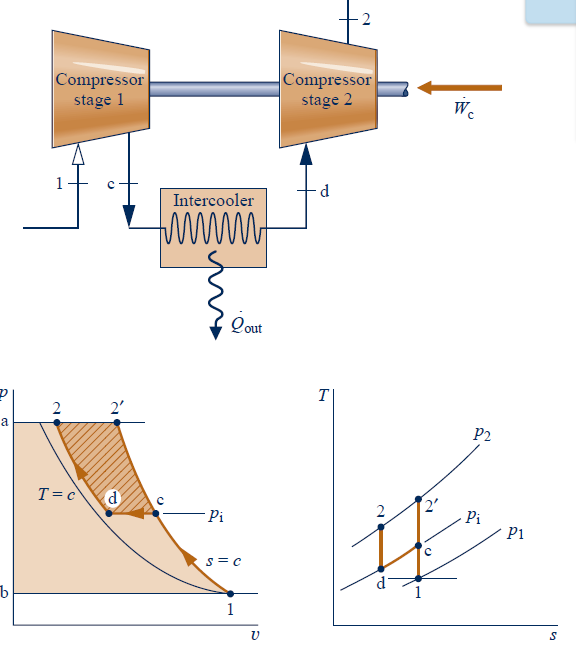 2
Compressor
stage 1
Compressor
stage 2
Ẇc
1
c
d
Intercooler
Q̇out
p
a
2
2′
T = c
d
c
pi
s = c
b
1
v
T
p2
2
2′
pi
p1
c
d
1
s